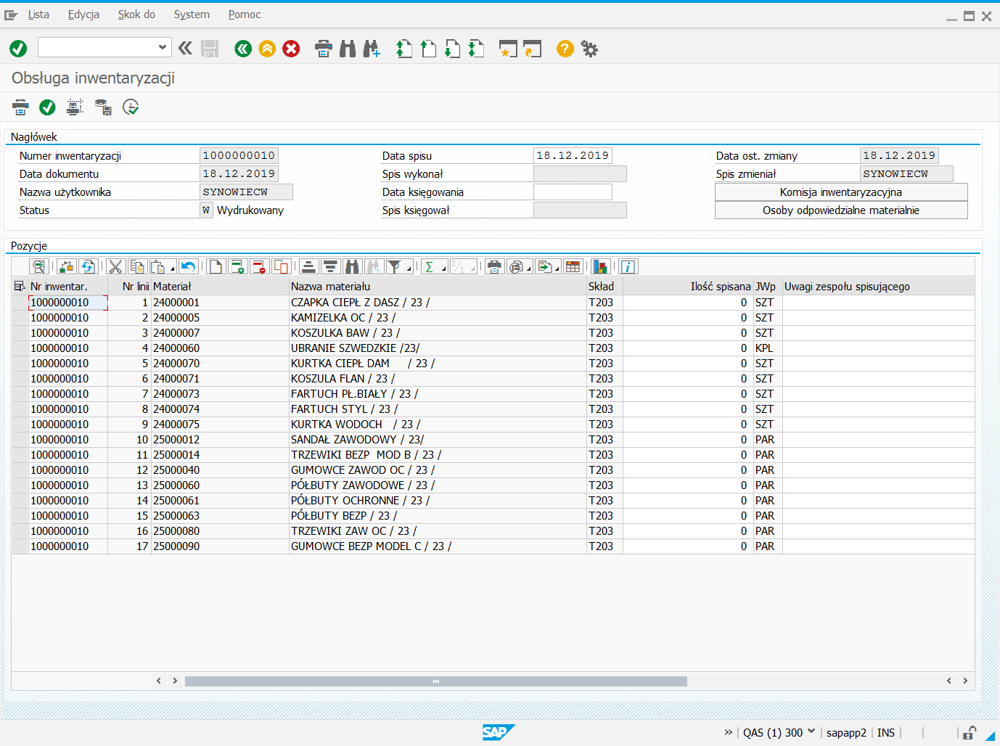 Lista Edycja Skok do System Pomoc
Obsługa inwentaryzacji
Nagłówek
Numer inwentaryzacji 1000000010 Data spisu 18.12.2019 Data ost. zmiany 18.12.2019
Data dokumentu 18.12.2019 Spis wykonał Spis zmieniał SYNOWIECW
Nazwa użytkownika SYNOWIECW Data księgowania Komisja inwentaryzacyjna
Status W Wydrukowany Spis księgował Osoby odpowiedzialne materialnie
Pozycje
Nr inwentar. Nr linii Materiał Nazwa materiału Skład Ilość spisana JWp Uwagi zespołu spisującego
1000000010 1 24000001 CZAPKA CIEPŁ Z DASZ / 23 / T203 0 SZT
1000000010 2 24000005 KAMIZELKA OC / 23 / T203 0 SZT
1000000010 3 24000007 KOSZULKA BAW / 23 / T203 0 SZT
1000000010 4 24000060 UBRANIE SZWEDZKIE /23/ T203 0 KPL
1000000010 5 24000070 KURTKA CIEPŁ DAM / 23 / T203 0 SZT
1000000010 6 24000071 KOSZULA FLAN / 23 / T203 0 SZT
1000000010 7 24000073 FARTUCH PŁ.BIAŁY / 23 / T203 0 SZT
1000000010 8 24000074 FARTUCH STYL / 23 / T203 0 SZT
1000000010 9 24000075 KURTKA WODOCH / 23 / T203 0 SZT
1000000010 10 25000012 SANDAŁ ZAWODOWY / 23/ T203 0 PAR
1000000010 11 25000014 TRZEWIKI BEZP MOD B / 23 / T203 0 PAR
1000000010 12 25000040 GUMOWCE ZAWOD OC / 23 / T203 0 PAR
1000000010 13 25000060 PÓŁBUTY ZAWODOWE / 23 / T203 0 PAR
1000000010 14 25000061 PÓŁBUTY OCHRONNE / 23 / T203 0 PAR
1000000010 15 25000063 PÓŁBUTY BEZP / 23 / T203 0 PAR
1000000010 16 25000080 TRZEWIKI ZAW OC / 23 / T203 0 PAR
1000000010 17 25000090 GUMOWCE BEZP MODEL C / 23 / T203 0 PAR
SAP QAS (1) 300 sapapp2 INS